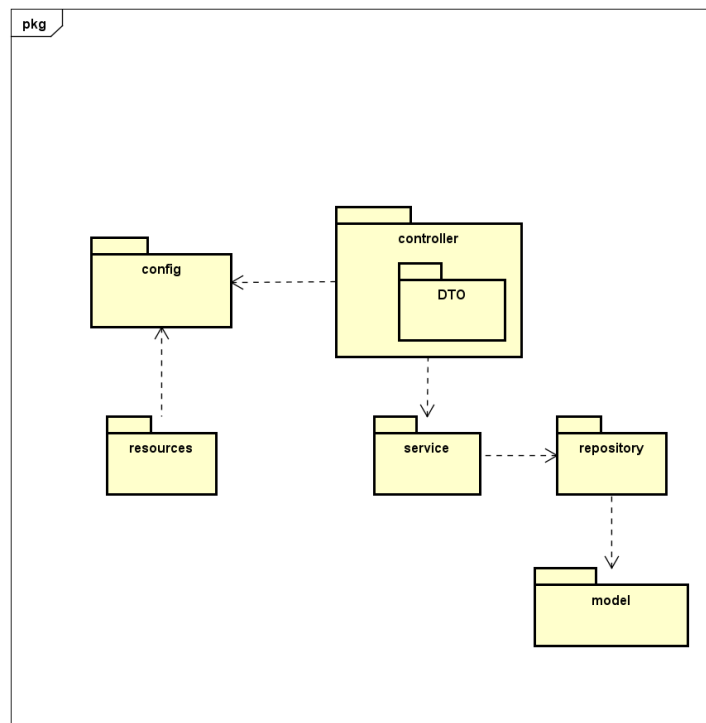 pkg
controller
config
DTO
resources
service
repository
model